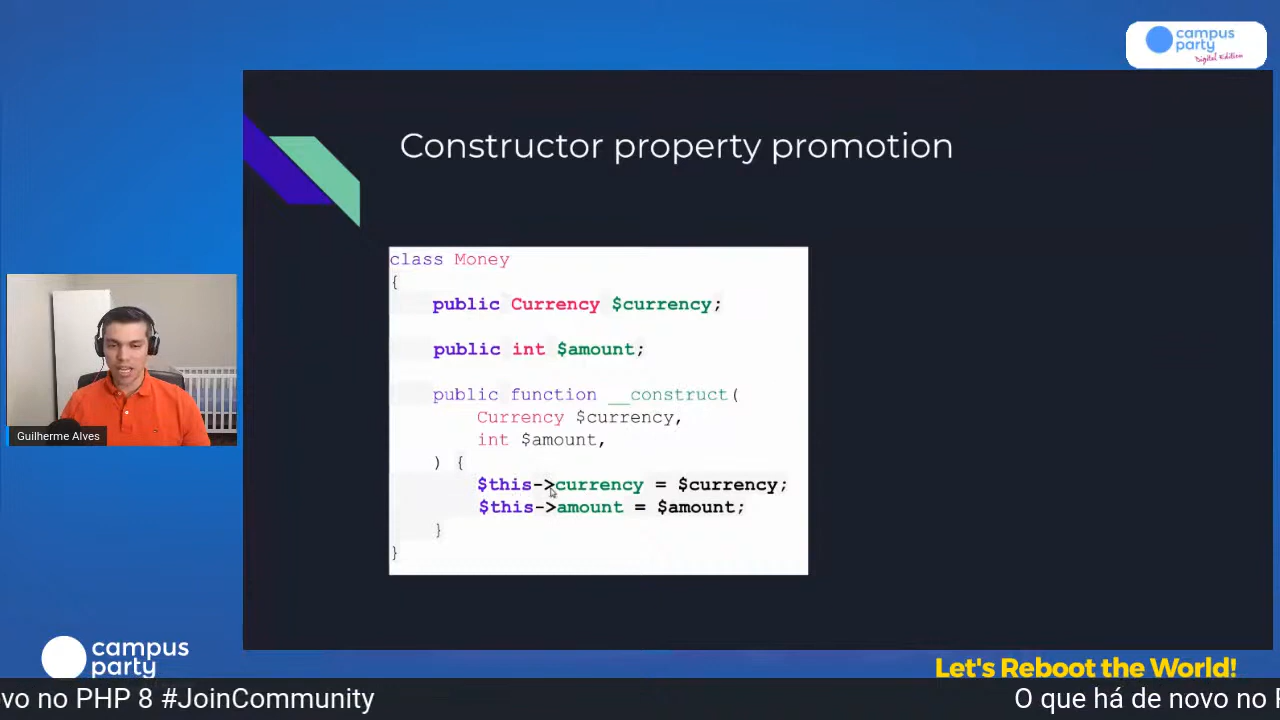 campus
party
Digital Edition
Constructor property promotion
class Money
{
public Currency $currency;
public int $amount;
public function __construct(
Currency $currency,
int $amount,
) {
$this->currency = $currency;
$this->amount = $amount;
}
}
Guilherme Alves
campus
party
Let's Reboot the World!
vo no PHP 8 #JoinCommunity
O que há de novo no P